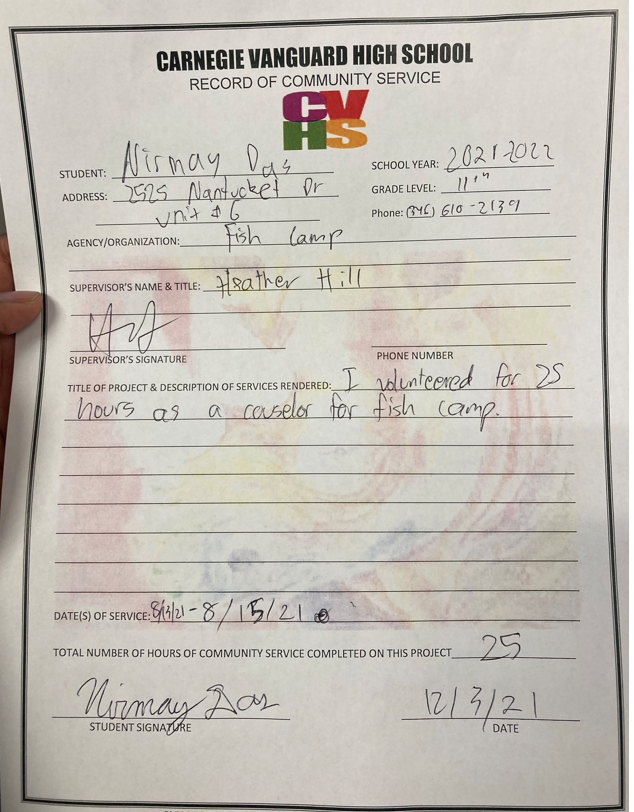 CARNEGIE VANGUARD HIGH SCHOOL
RECORD OF COMMUNITY SERVICE
CV
HS
STUDENT: Nirmay Das SCHOOL YEAR: 2021-2022
ADDRESS: 2525 Nantucket Dr GRADE LEVEL: 11th
Unit #6 Phone: (346) 610-2139
AGENCY/ORGANIZATION: Fish Camp
SUPERVISOR'S NAME & TITLE: Heather Hill
SUPERVISOR'S SIGNATURE PHONE NUMBER
TITLE OF PROJECT & DESCRIPTION OF SERVICES RENDERED: I volunteered for 25
hours as a couselor for fish camp.
DATE(S) OF SERVICE: 8/13/21-8/15/21
TOTAL NUMBER OF HOURS OF COMMUNITY SERVICE COMPLETED ON THIS PROJECT 25
Nirmay Das 12/3/21
STUDENT SIGNATURE DATE